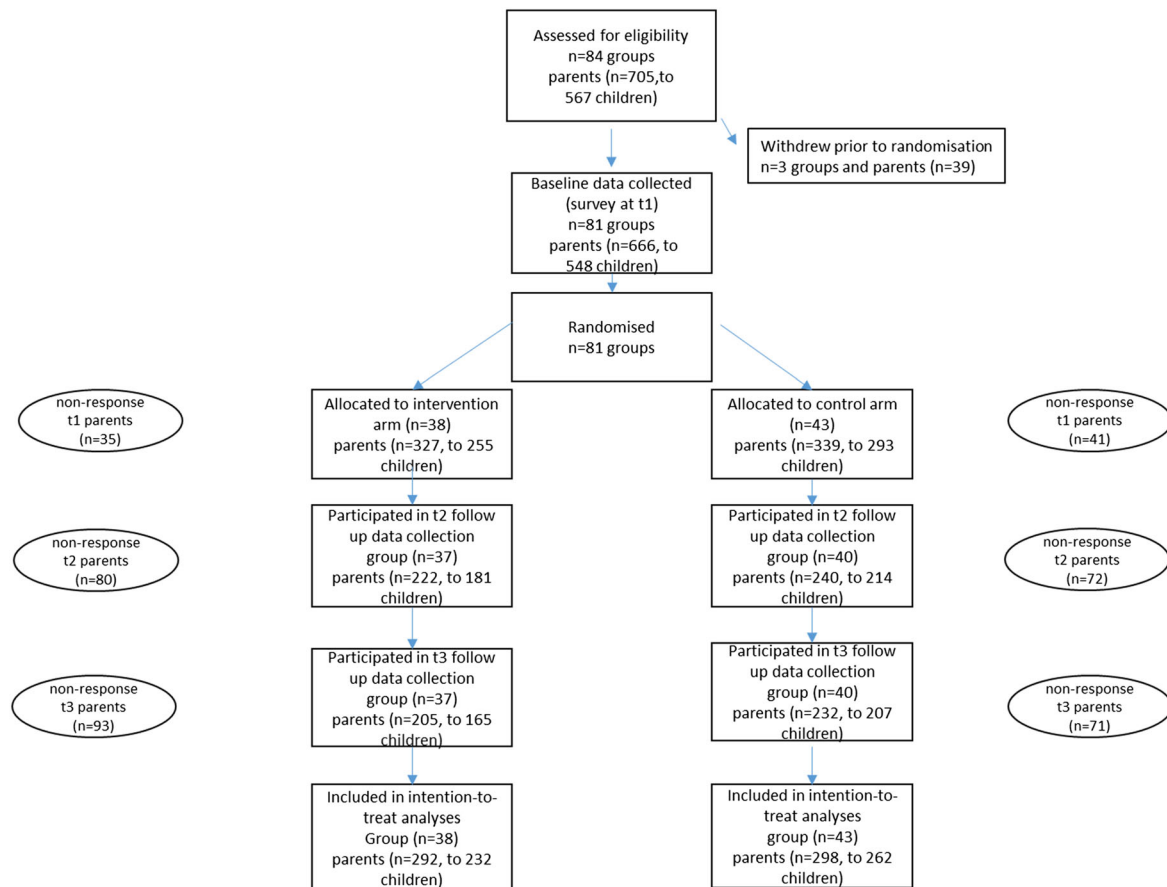 Assessed for eligibility
n=84 groups
parents (n=705,to
567 children)
Withdrew prior to randomisation
n=3 groups and parents (n=39)
Baseline data collected
(survey at t1)
n=81 groups
parents (n=666, to
548 children)
Randomised
n=81 groups
non-response
t1 parents
(n=35)
Allocated to intervention
arm (n=38)
parents (n=327, to 255
children)
Allocated to control arm
(n=43)
parents (n=339, to 293
children)
non-response
t1 parents
(n=41)
non-response
t2 parents
(n=80)
Participated in t2 follow
up data collection
group (n=37)
parents (n=222, to 181
children)
Participated in t2 follow
up data collection
group (n=40)
parents (n=240, to 214
children)
non-response
t2 parents
(n=72)
non-response
t3 parents
(n=93)
Participated in t3 follow
up data collection
group (n=37)
parents (n=205, to 165
children)
Participated in t3 follow
up data collection
group (n=40)
parents (n=232, to 207
children)
non-response
t3 parents
(n=71)
Included in intention-to-
treat analyses
Group (n=38)
parents (n=292, to 232
children)
Included in intention-to-
treat analyses
group (n=43)
parents (n=298, to 262
children)